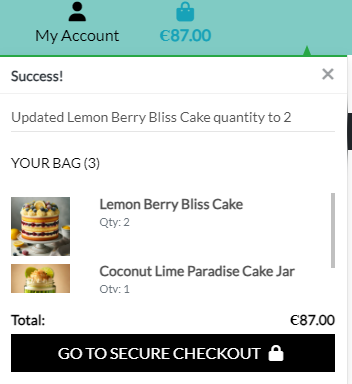 My Account
€87.00
Success!
×
Updated Lemon Berry Bliss Cake quantity to 2
YOUR BAG (3)
Lemon Berry Bliss Cake
Qty: 2
Coconut Lime Paradise Cake Jar
Qty: 1
Total: €87.00
GO TO SECURE CHECKOUT